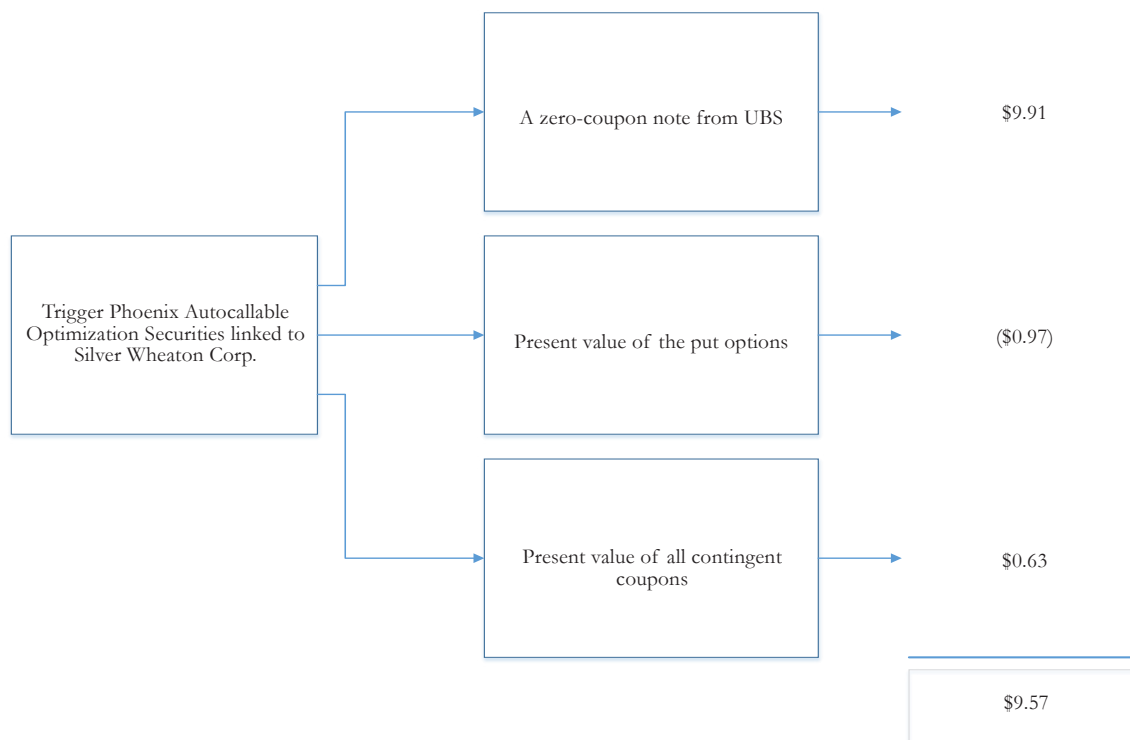 A zero-coupon note from UBS
$9.91
Trigger Phoenix Autocallable
Optimization Securities linked to
Silver Wheaton Corp.
Present value of the put options
($0.97)
Present value of all contingent
coupons
$0.63
$9.57